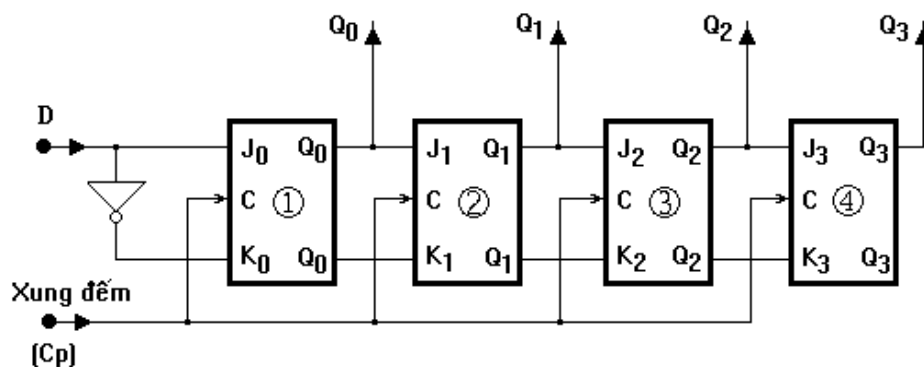 Q0 Q1 Q2 Q3
D
J0 Q0 J1 Q1 J2 Q2 J3 Q3
C ① C ② C ③ C ④
K0 Q0 K1 Q1 K2 Q2 K3 Q3
Xung đếm
(Cp)